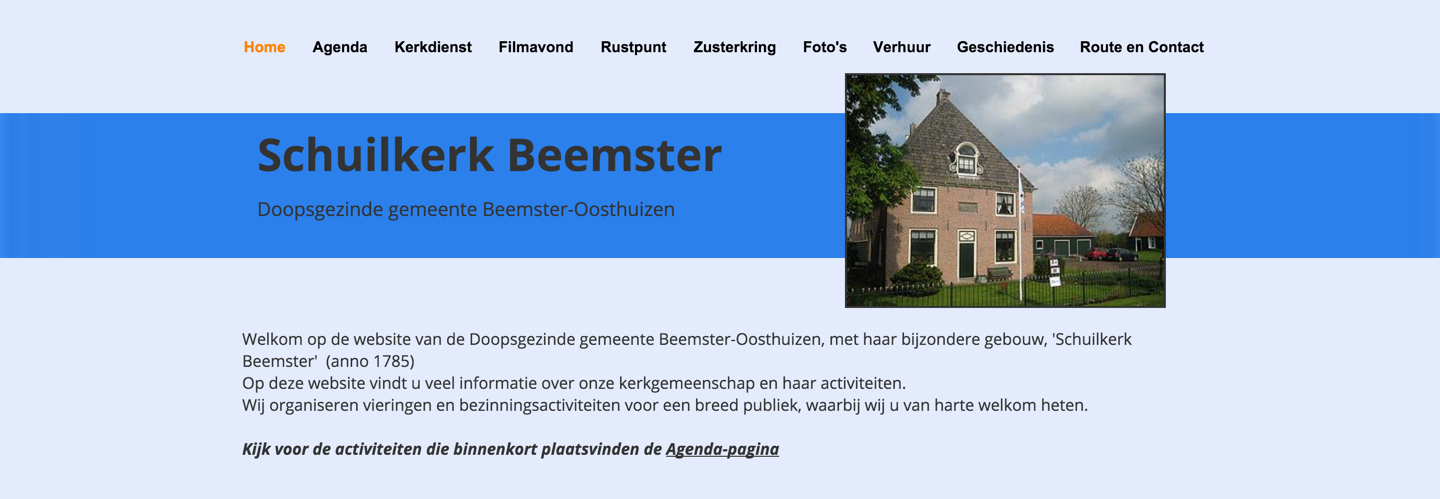 Home Agenda Kerkdienst Filmavond Rustpunt Zusterkring Foto's Verhuur Geschiedenis Route en Contact
Schuilkerk Beemster
Doopsgezinde gemeente Beemster-Oosthuizen
Welkom op de website van de Doopsgezinde gemeente Beemster-Oosthuizen, met haar bijzondere gebouw, 'Schuilkerk
Beemster'  (anno 1785)
Op deze website vindt u veel informatie over onze kerkgemeenschap en haar activiteiten.
Wij organiseren vieringen en bezinningsactiviteiten voor een breed publiek, waarbij wij u van harte welkom heten.
Kijk voor de activiteiten die binnenkort plaatsvinden de Agenda-pagina